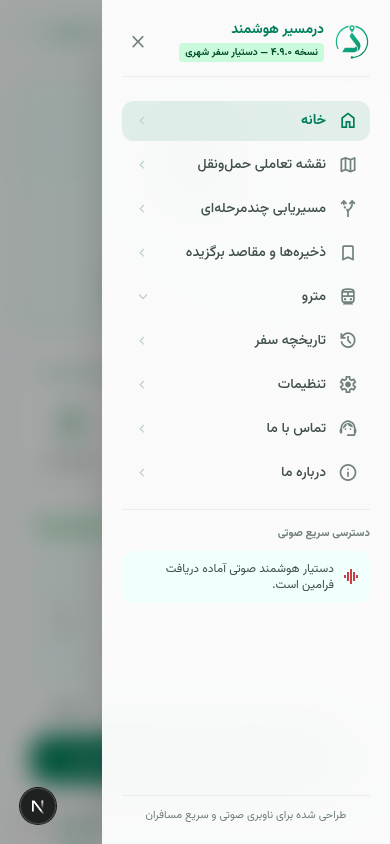 درمسیر هوشمند
نسخه ۴.۹.۰ — دستیار سفر شهری
خانه
نقشه تعاملی حمل‌ونقل
مسیریابی چندمرحله‌ای
ذخیره‌ها و مقاصد برگزیده
مترو
تاریخچه سفر
تنظیمات
تماس با ما
درباره ما
دسترسی سریع صوتی
دستیار هوشمند صوتی آماده دریافت
فرامین است.
طراحی شده برای ناوبری صوتی و سریع مسافران
N